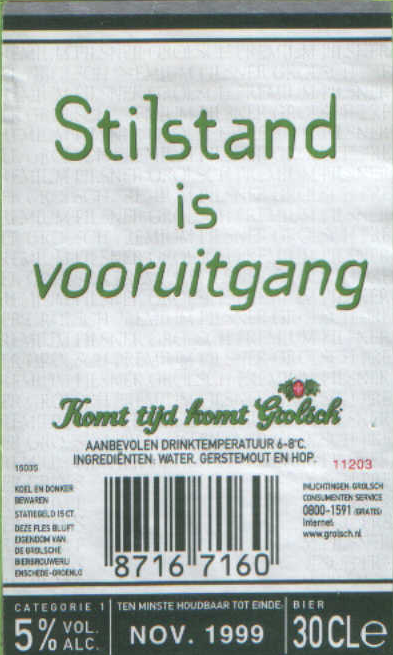 Stilstand
is
vooruitgang
Komt tijd komt Grolsch
AANBEVOLEN DRINKTEMPERATUUR 6-8°C.
INGREDIËNTEN: WATER, GERSTEMOUT EN HOP.
15035
11203
KOEL EN DONKER
BEWAREN
STATIEGELD 15 CT.
DEZE FLES BLIJFT
EIGENDOM VAN
DE GROLSCHE
BIERBROUWERIJ
ENSCHEDE-GROENLO
INLICHTINGEN: GROLSCH
CONSUMENTEN SERVICE
0800-1591 (GRATIS)
Internet:
www.grolsch.nl
8716 7160
CATEGORIE 1
5% VOL.
ALC.
TEN MINSTE HOUDBAAR TOT EINDE:
NOV. 1999
BIER
30 CL e